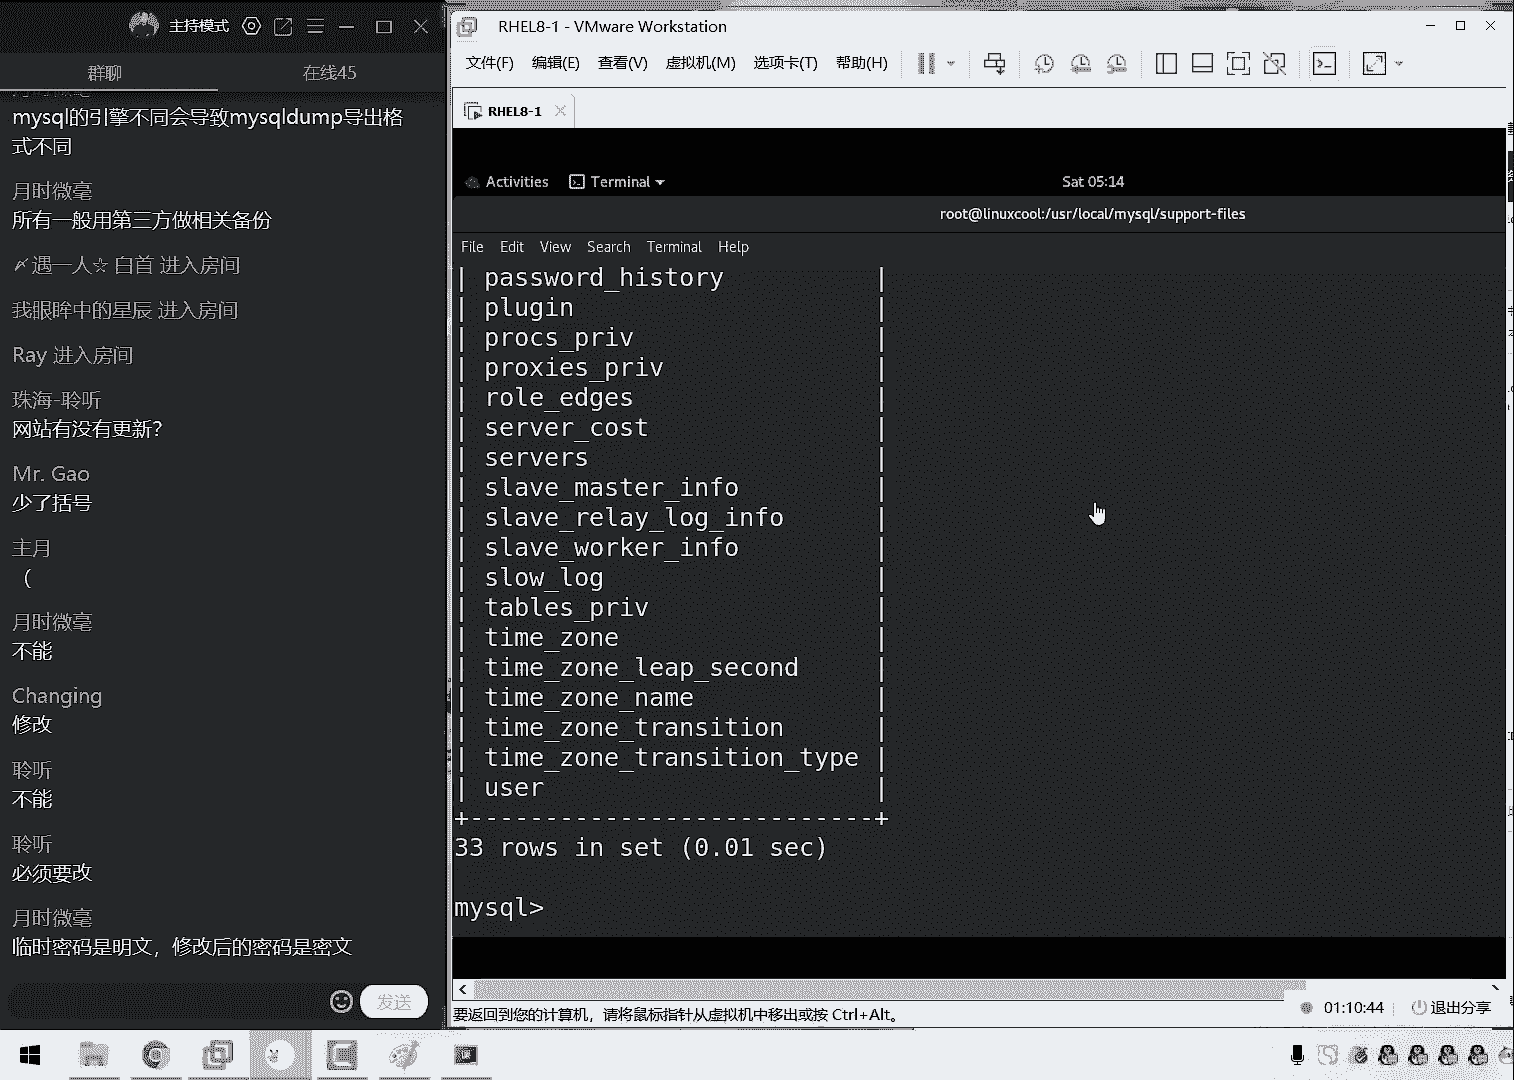 主持模式
群聊
在线45
mysql的引擎不同会导致mysqldump导出格
式不同
月时微毫
所有一般用第三方做相关备份
〆遇一人☆ 白首 进入房间
我眼眸中的星辰 进入房间
Ray 进入房间
珠海-聆听
网站有没有更新？
Mr. Gao
少了括号
主月
（
月时微毫
不能
Changing
修改
聆听
不能
聆听
必须要改
月时微毫
临时密码是明文，修改后的密码是密文
发送
RHEL8-1 - VMware Workstation
文件(F) 编辑(E) 查看(V) 虚拟机(M) 选项卡(T) 帮助(H)
RHEL8-1
Activities Terminal Sat 05:14
root@linuxcool:/usr/local/mysql/support-files
File Edit View Search Terminal Help
| password_history |
| plugin |
| procs_priv |
| proxies_priv |
| role_edges |
| server_cost |
| servers |
| slave_master_info |
| slave_relay_log_info |
| slave_worker_info |
| slow_log |
| tables_priv |
| time_zone |
| time_zone_leap_second |
| time_zone_name |
| time_zone_transition |
| time_zone_transition_type |
| user |
+---------------------------+
33 rows in set (0.01 sec)
mysql>
01:10:44 退出分享
要返回到您的计算机，请将鼠标指针从虚拟机中移出或按 Ctrl+Alt。